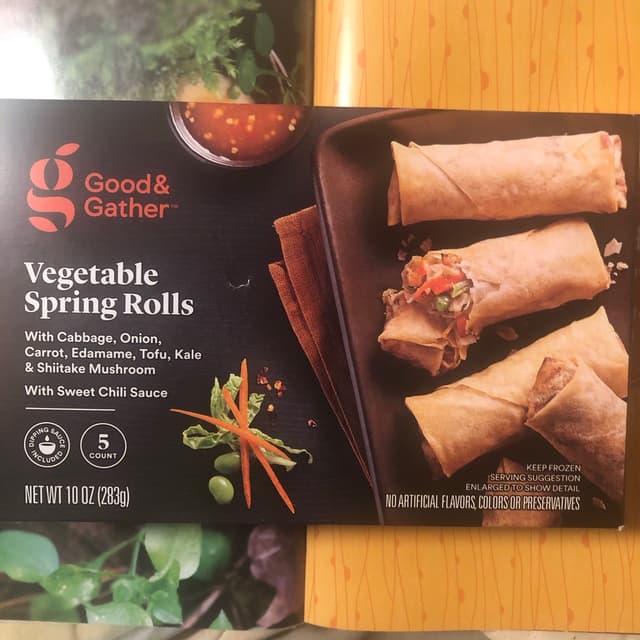 Good&
Gather™
Vegetable
Spring Rolls
With Cabbage, Onion,
Carrot, Edamame, Tofu, Kale
& Shiitake Mushroom
With Sweet Chili Sauce
DIPPING SAUCE
INCLUDED
5
COUNT
NET WT 10 OZ (283g)
KEEP FROZEN
SERVING SUGGESTION
ENLARGED TO SHOW DETAIL
NO ARTIFICIAL FLAVORS, COLORS OR PRESERVATIVES